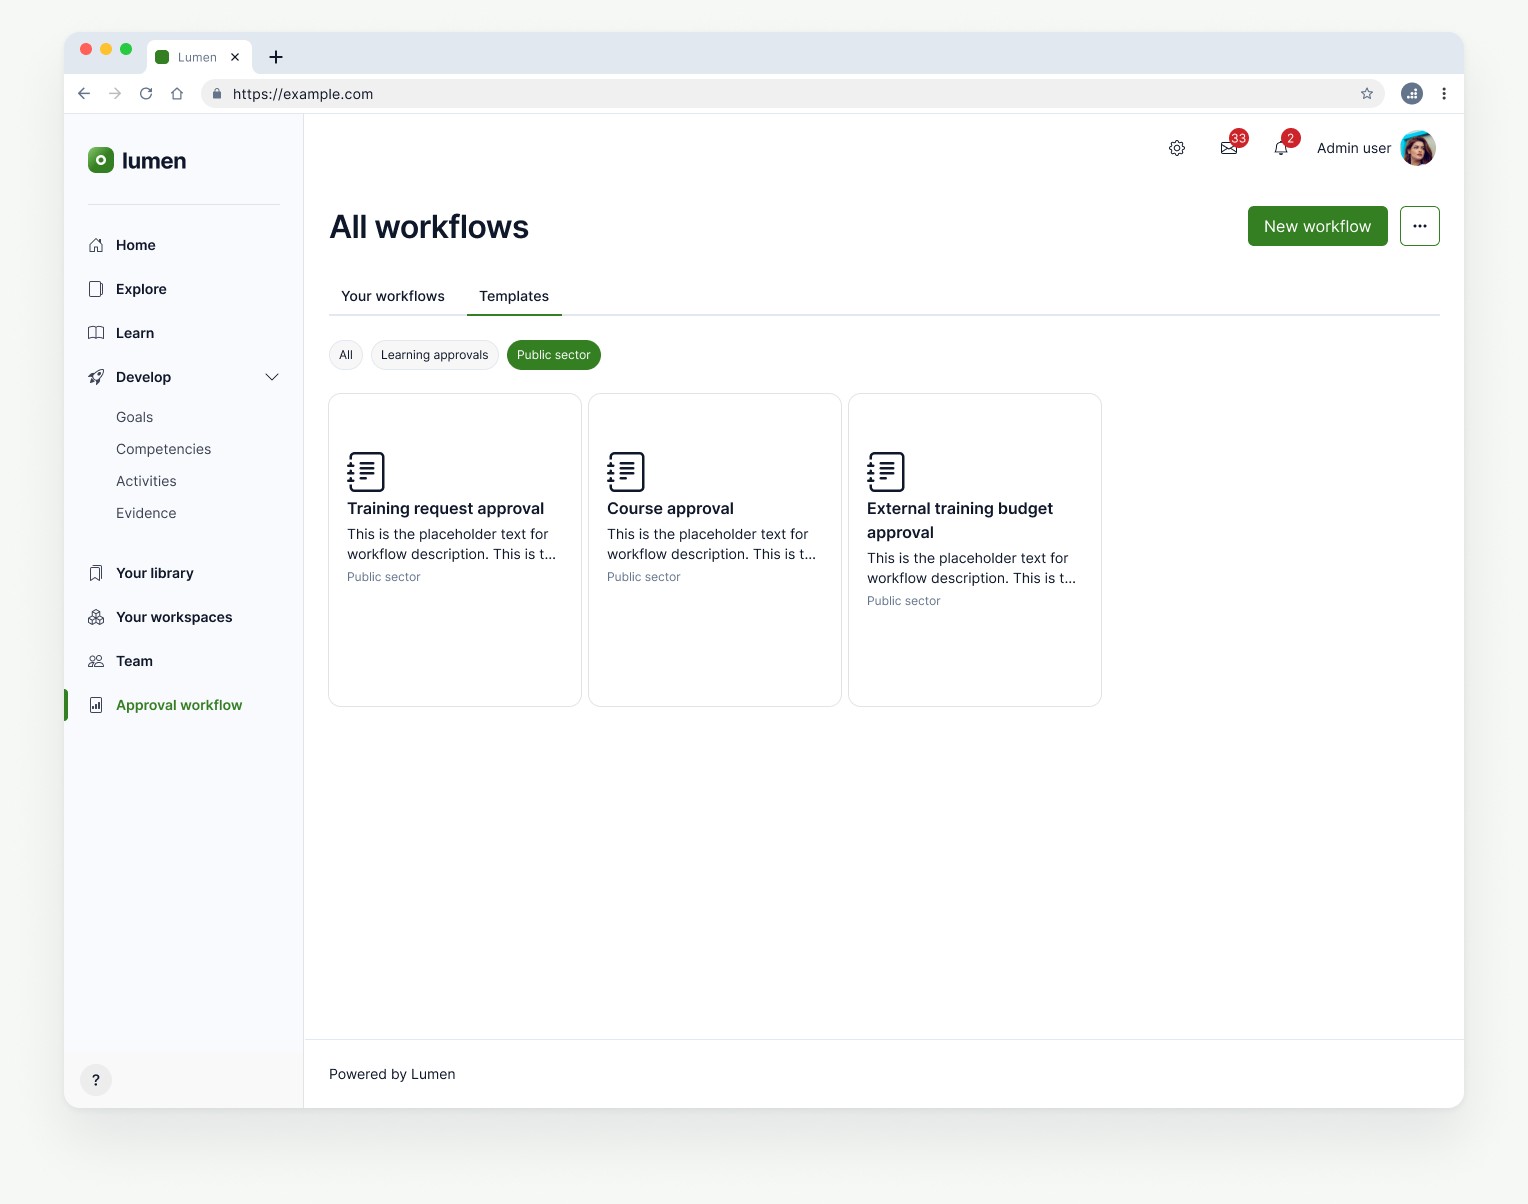 Lumen
https://example.com
lumen
33
2
Admin user
Home
Explore
Learn
Develop
Goals
Competencies
Activities
Evidence
Your library
Your workspaces
Team
Approval workflow
?
All workflows
New workflow
Your workflows
Templates
All
Learning approvals
Public sector
Training request approval
This is the placeholder text for
workflow description. This is t...
Public sector
Course approval
This is the placeholder text for
workflow description. This is t...
Public sector
External training budget
approval
This is the placeholder text for
workflow description. This is t...
Public sector
Powered by Lumen